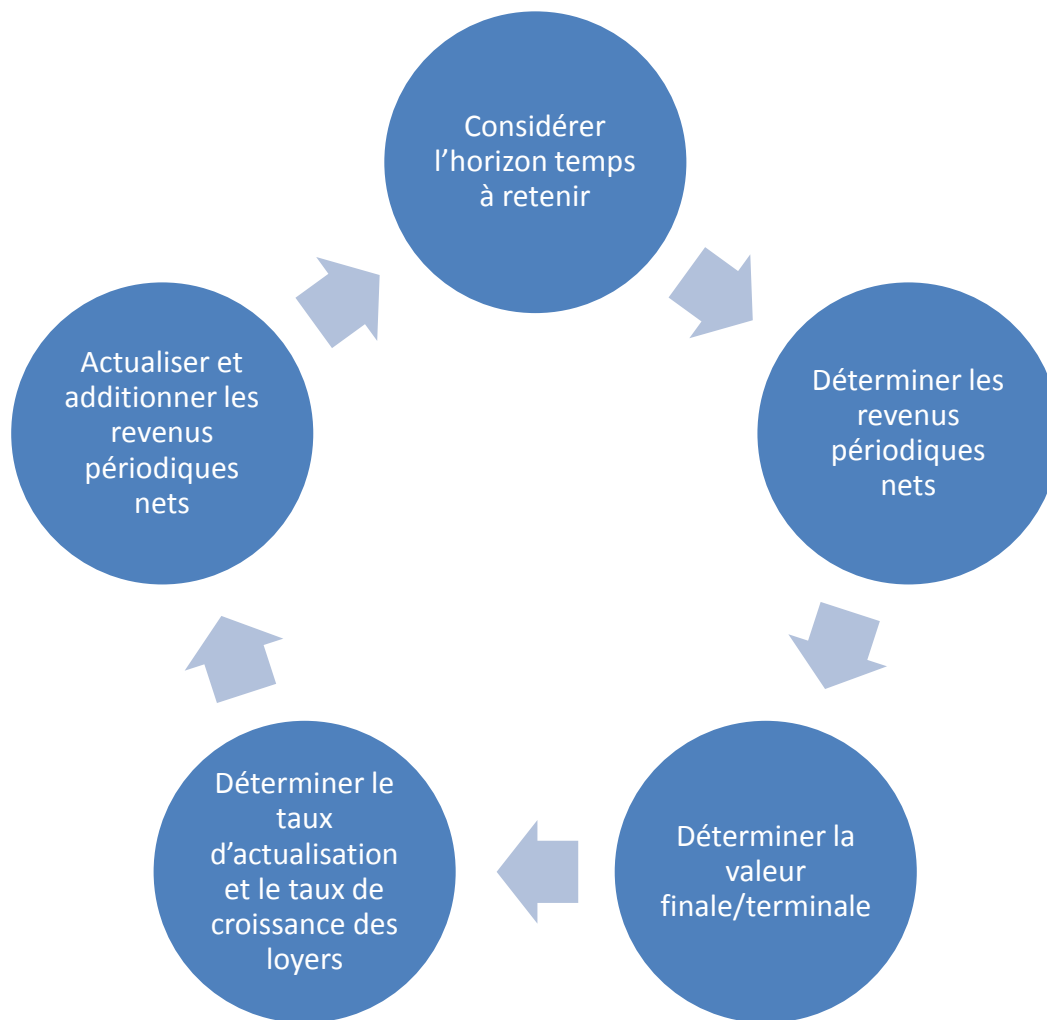 Considérer
l’horizon temps
à retenir
Déterminer les
revenus
périodiques
nets
Déterminer la
valeur
finale/terminale
Déterminer le
taux
d’actualisation
et le taux de
croissance des
loyers
Actualiser et
additionner les
revenus
périodiques
nets